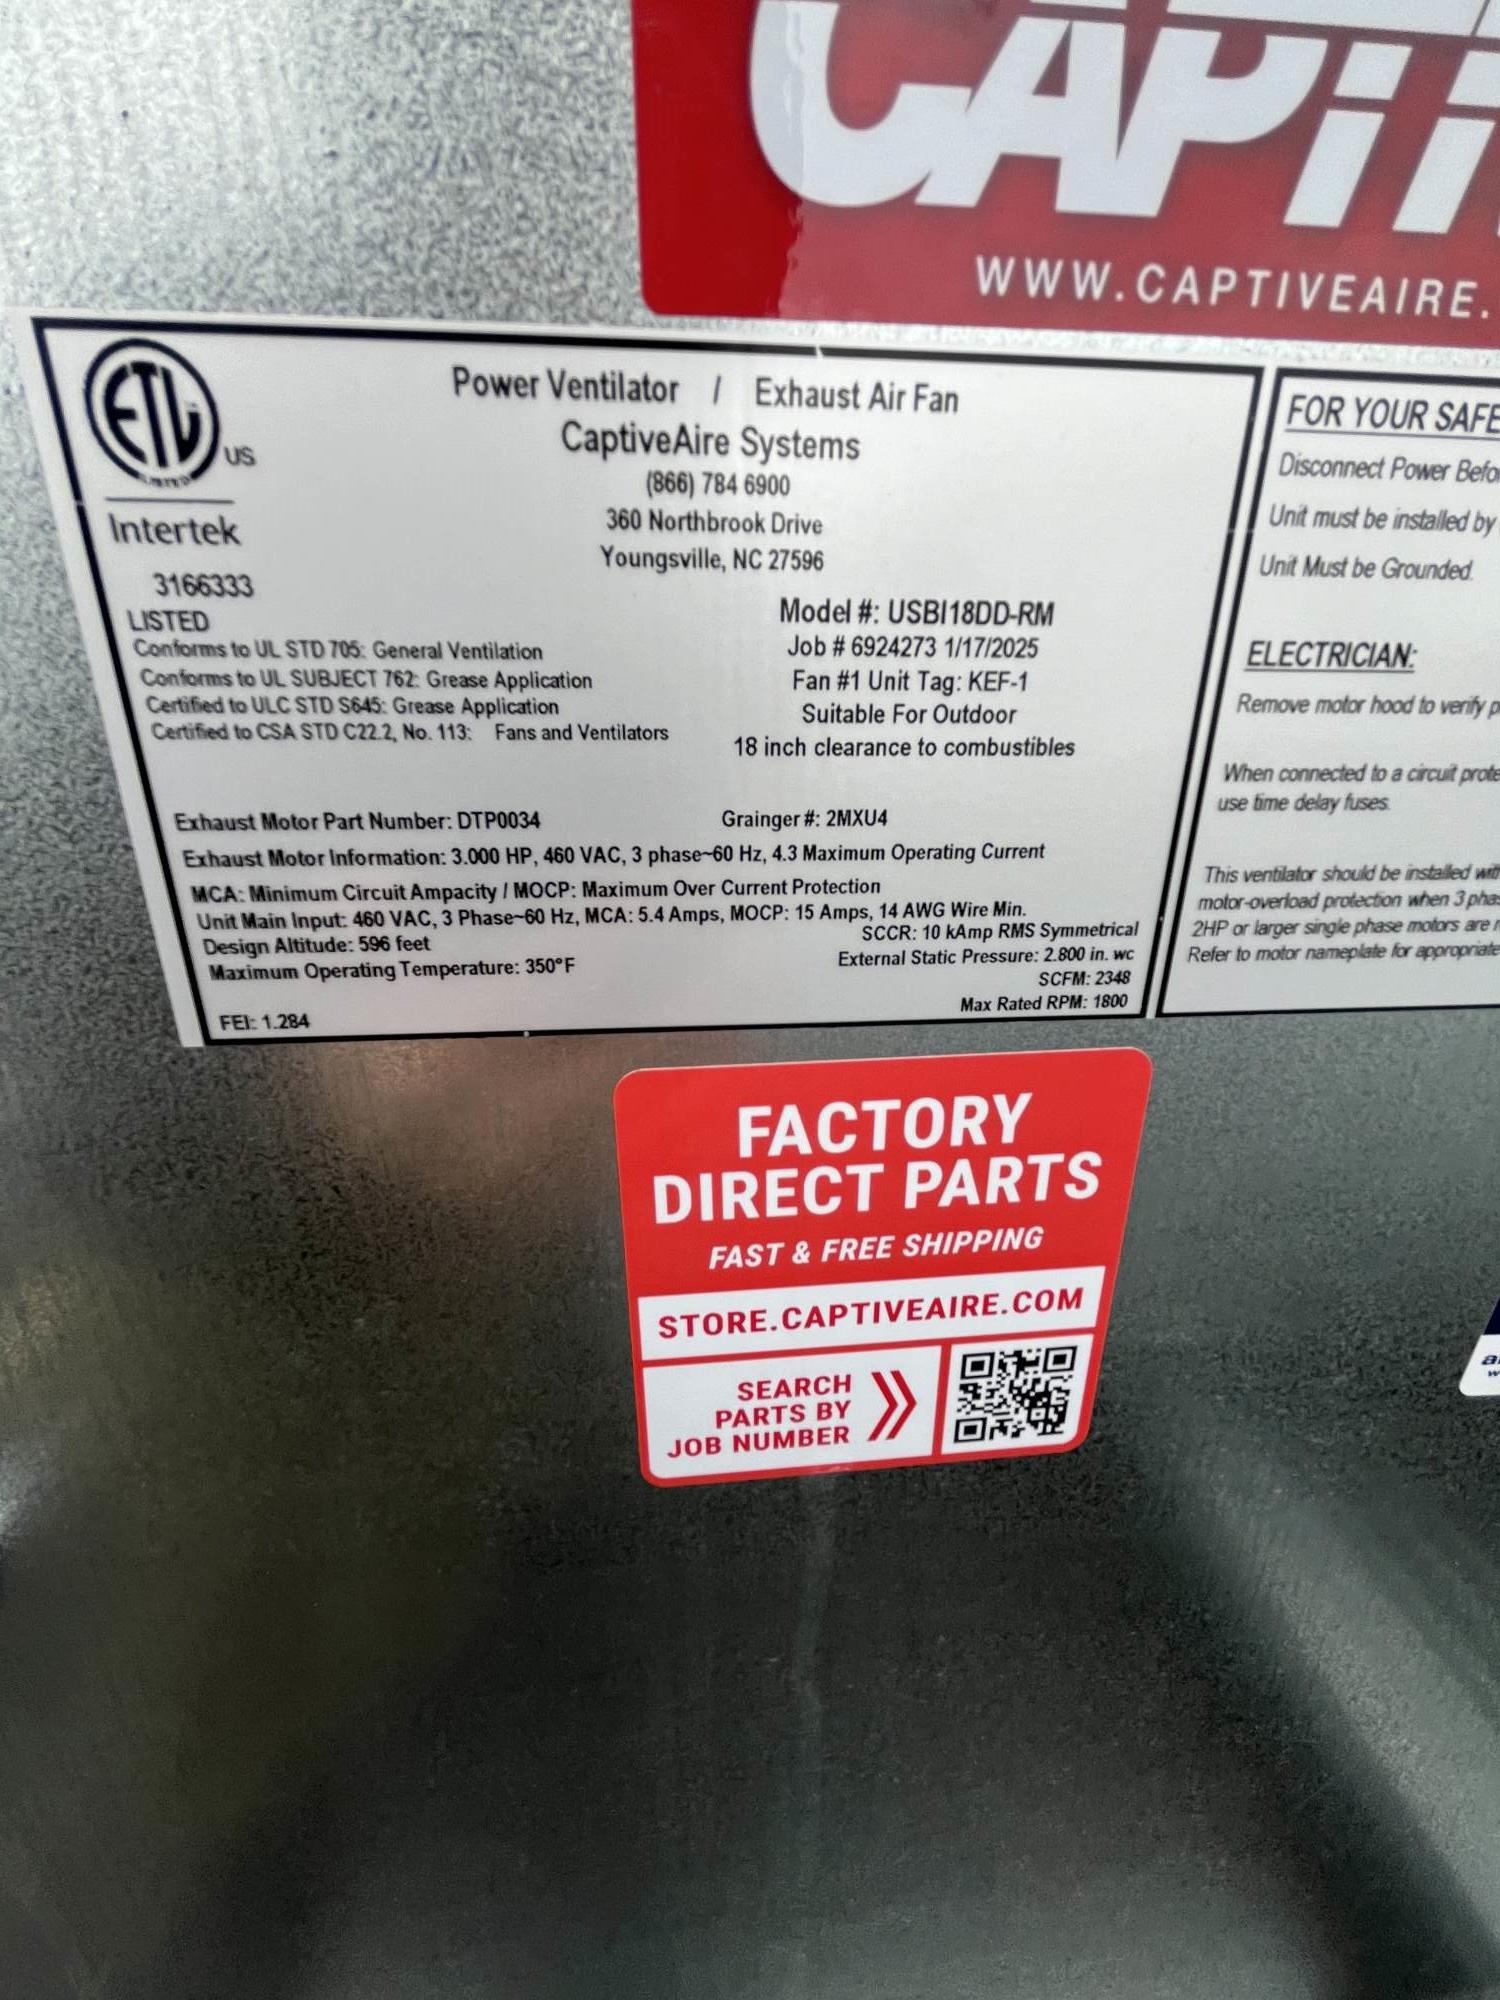 CAPTI
WWW.CAPTIVEAIRE.
ETL
US
LISTED
Intertek
3166333
LISTED
Conforms to UL STD 705: General Ventilation
Conforms to UL SUBJECT 762: Grease Application
Certified to ULC STD S645: Grease Application
Certified to CSA STD C22.2, No. 113: Fans and Ventilators
Power Ventilator / Exhaust Air Fan
CaptiveAire Systems
(866) 784 6900
360 Northbrook Drive
Youngsville, NC 27596
Model #: USBI18DD-RM
Job # 6924273 1/17/2025
Fan #1 Unit Tag: KEF-1
Suitable For Outdoor
18 inch clearance to combustibles
Exhaust Motor Part Number: DTP0034 Grainger #: 2MXU4
Exhaust Motor Information: 3.000 HP, 460 VAC, 3 phase~60 Hz, 4.3 Maximum Operating Current
MCA: Minimum Circuit Ampacity / MOCP: Maximum Over Current Protection
Unit Main Input: 460 VAC, 3 Phase~60 Hz, MCA: 5.4 Amps, MOCP: 15 Amps, 14 AWG Wire Min.
SCCR: 10 kAmp RMS Symmetrical
Design Altitude: 596 feet
External Static Pressure: 2.800 in. wc
Maximum Operating Temperature: 350°F
SCFM: 2348
Max Rated RPM: 1800
FEI: 1.284
FOR YOUR SAFE
Disconnect Power Befo
Unit must be installed by
Unit Must be Grounded.
ELECTRICIAN:
Remove motor hood to verify p
When connected to a circuit prote
use time delay fuses.
This ventilator should be installed with
motor-overload protection when 3 phas
2HP or larger single phase motors are
Refer to motor nameplate for appropriate
FACTORY
DIRECT PARTS
FAST & FREE SHIPPING
STORE.CAPTIVEAIRE.COM
SEARCH
PARTS BY
JOB NUMBER